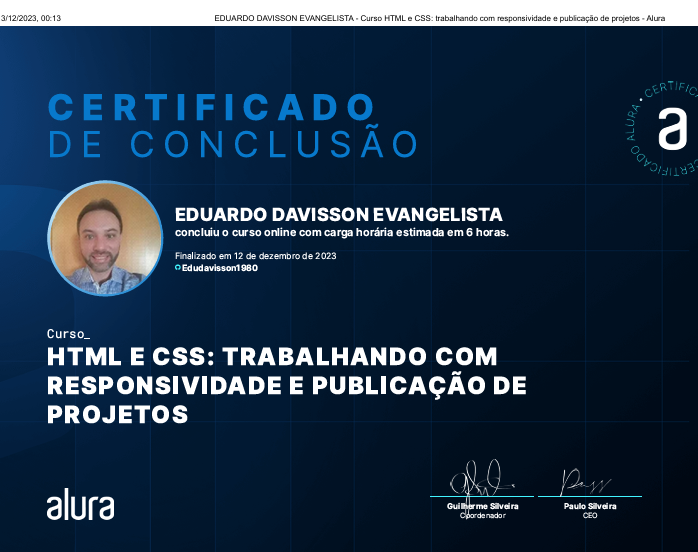 3/12/2023, 00:13
EDUARDO DAVISSON EVANGELISTA - Curso HTML e CSS: trabalhando com responsividade e publicação de projetos - Alura
CERTIFICADO
DE CONCLUSÃO
ALURA • CERTIFICA
CERTIFICADO
a
EDUARDO DAVISSON EVANGELISTA
concluiu o curso online com carga horária estimada em 6 horas.
Finalizado em 12 de dezembro de 2023
Edudavisson1980
Curso_
HTML E CSS: TRABALHANDO COM
RESPONSIVIDADE E PUBLICAÇÃO DE
PROJETOS
alura
Guilherme Silveira
Coordenador
Paulo Silveira
CEO